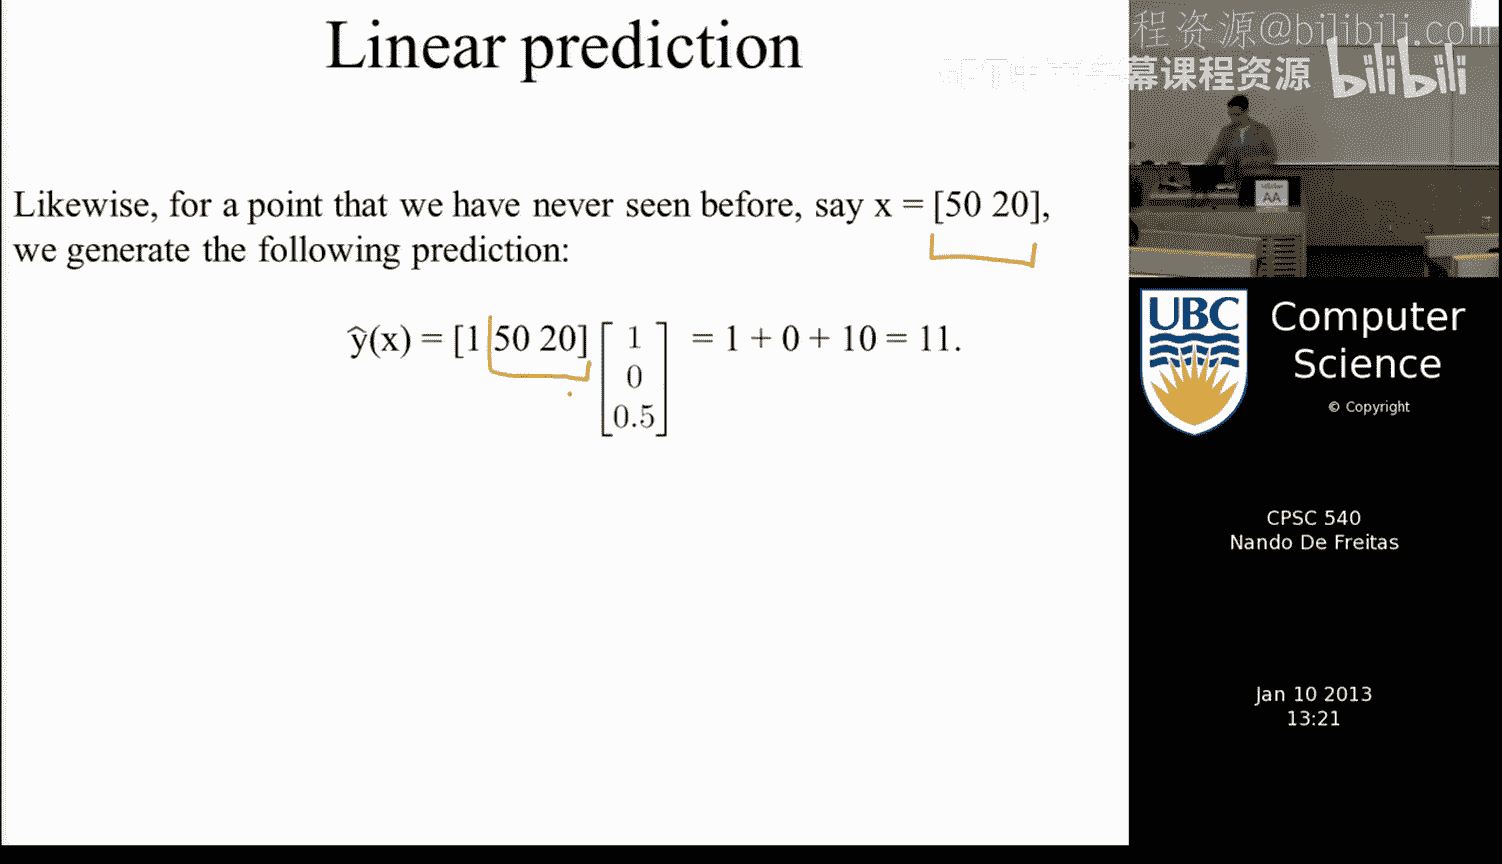 Linear prediction
程资源@bilibili.com
幕课程资源 bilibili
Likewise, for a point that we have never seen before, say x = [50 20],
we generate the following prediction:
ŷ(x) = [1 50 20] [1 0 0.5] = 1 + 0 + 10 = 11.
AA
UBC
Computer
Science
© Copyright
CPSC 540
Nando De Freitas
Jan 10 2013
13:21